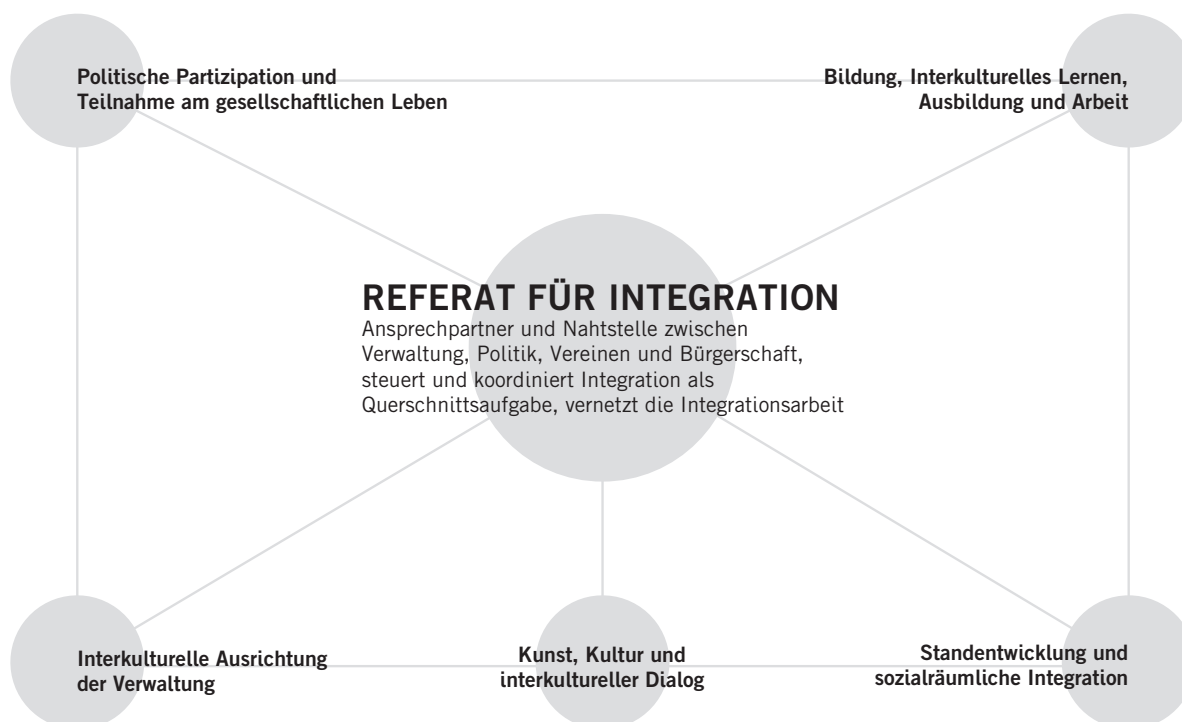 Politische Partizipation und
Teilnahme am gesellschaftlichen Leben
Bildung, Interkulturelles Lernen,
Ausbildung und Arbeit
REFERAT FÜR INTEGRATION
Ansprechpartner und Nahtstelle zwischen
Verwaltung, Politik, Vereinen und Bürgerschaft,
steuert und koordiniert Integration als
Querschnittsaufgabe, vernetzt die Integrationsarbeit
Interkulturelle Ausrichtung
der Verwaltung
Kunst, Kultur und
interkultureller Dialog
Standentwicklung und
sozialräumliche Integration